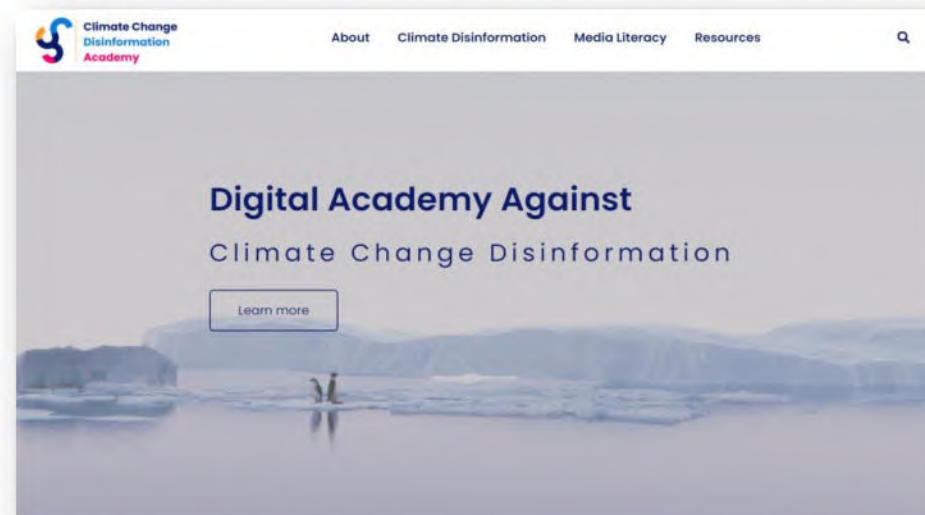 Climate Change
Disinformation
Academy
About Climate Disinformation Media Literacy Resources
Digital Academy Against
Climate Change Disinformation
Learn more